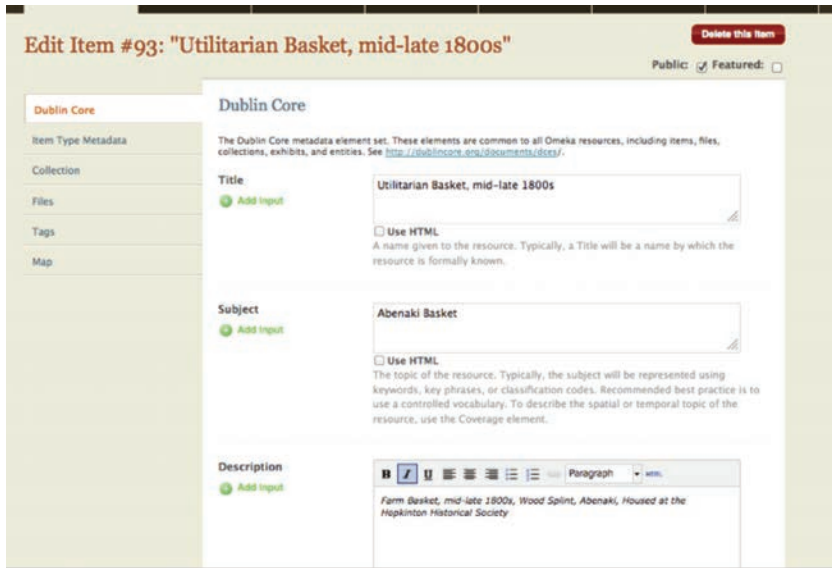 Delete this Item
Edit Item #93: "Utilitarian Basket, mid-late 1800s"
Public: Featured:
Dublin Core
Item Type Metadata
Collection
Files
Tags
Map
Dublin Core
The Dublin Core metadata element set. These elements are common to all Omeka resources, including items, files,
collections, exhibits, and entities. See http://dublincore.org/documents/dces/.
Title
Add Input
Utilitarian Basket, mid-late 1800s
Use HTML
A name given to the resource. Typically, a Title will be a name by which the
resource is formally known.
Subject
Add Input
Abenaki Basket
Use HTML
The topic of the resource. Typically, the subject will be represented using
keywords, key phrases, or classification codes. Recommended best practice is to
use a controlled vocabulary. To describe the spatial or temporal topic of the
resource, use the Coverage element.
Description
Add Input
B I U Paragraph HTML
Farm Basket, mid-late 1800s, Wood Splint, Abenaki, Housed at the
Hopkinton Historical Society